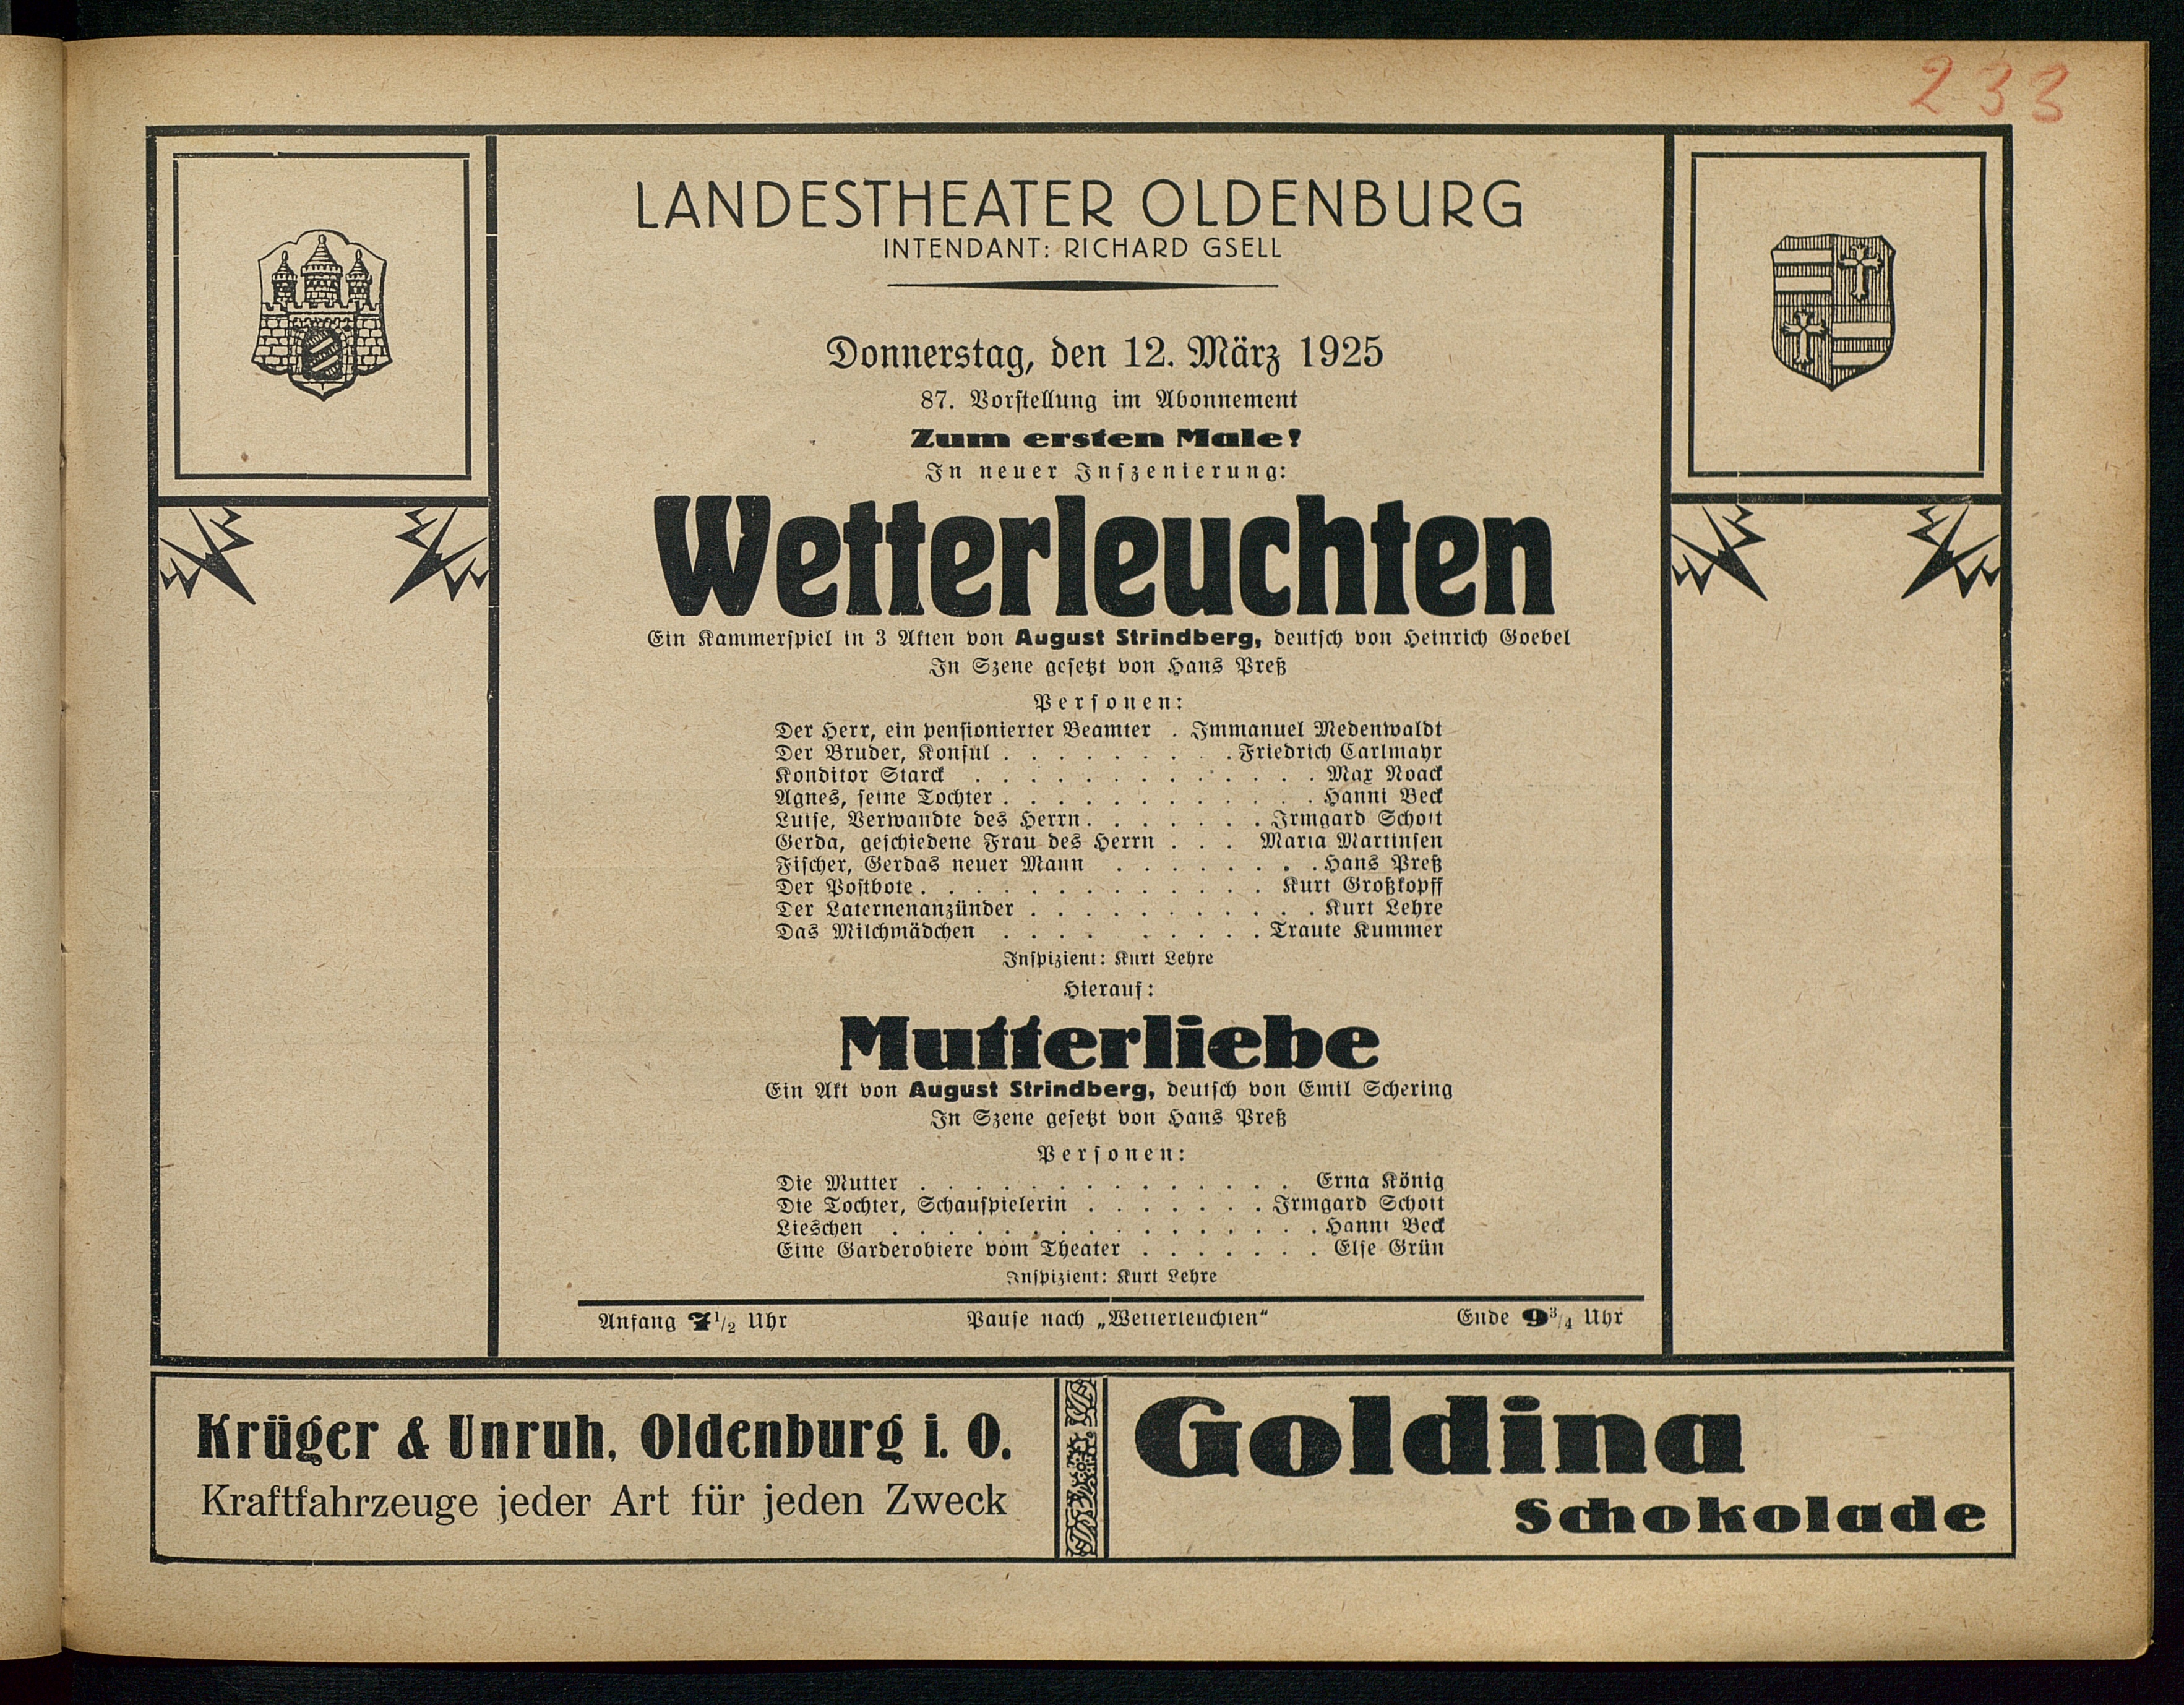 233
LANDESTHEATER OLDENBURG
INTENDANT: RICHARD GSELL
Donnerstag, den 12. März 1925
87. Vorstellung im Abonnement
Zum ersten Male!
In neuer Inszenierung:
Wetterleuchten
Ein Kammerspiel in 3 Akten von August Strindberg, deutsch von Heinrich Goebel
In Szene gesetzt von Hans Preß
Personen:
Der Herr, ein pensionierter Beamter . Immanuel Medenwaldt
Der Bruder, Konsul . . . . . . . . . Friedrich Carlmayr
Konditor Starck . . . . . . . . . . . . . Max Noack
Agnes, seine Tochter . . . . . . . . . . . . Hanni Beck
Luise, Verwandte des Herrn . . . . . . . Irmgard Schott
Gerda, geschiedene Frau des Herrn . . . Maria Martinsen
Fischer, Gerdas neuer Mann . . . . . . . . Hans Preß
Der Postbote . . . . . . . . . . . . . Kurt Großkopff
Der Laternenanzünder . . . . . . . . . . . Kurt Lehre
Das Milchmädchen . . . . . . . . . Traute Kummer
Inspizient: Kurt Lehre
Hierauf:
Mutterliebe
Ein Akt von August Strindberg, deutsch von Emil Schering
In Szene gesetzt von Hans Preß
Personen:
Die Mutter . . . . . . . . . . . . . . Erna König
Die Tochter, Schauspielerin . . . . . . . Irmgard Schott
Lieschen . . . . . . . . . . . . . . . . Hanni Beck
Eine Garderobiere vom Theater . . . . . . . Else Grün
Inspizient: Kurt Lehre
Anfang 7 1/2 Uhr Pause nach „Wetterleuchten“ Ende 9 3/4 Uhr
Krüger & Unruh, Oldenburg i. O.
Kraftfahrzeuge jeder Art für jeden Zweck
Goldina
Schokolade